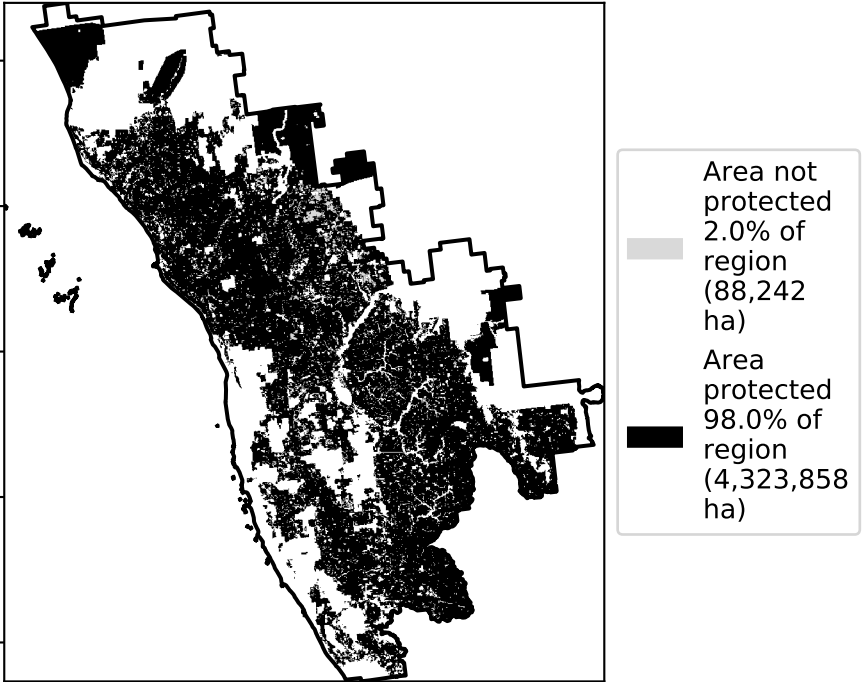 Area not
protected
2.0% of
region
(88,242
ha)
Area
protected
98.0% of
region
(4,323,858
ha)